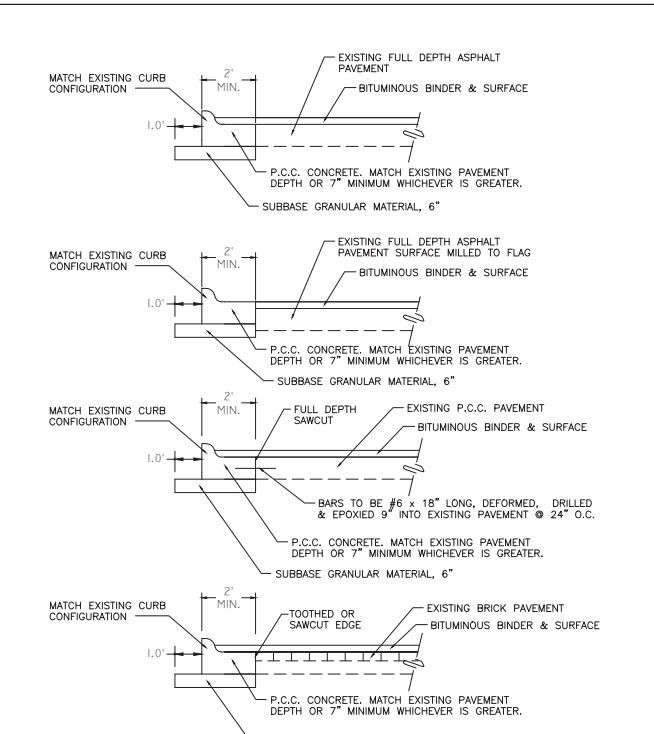 EXISTING FULL DEPTH ASPHALT
PAVEMENT
2'
MIN.
MATCH EXISTING CURB
CONFIGURATION
BITUMINOUS BINDER & SURFACE
1.0'
P.C.C. CONCRETE. MATCH EXISTING PAVEMENT
DEPTH OR 7" MINIMUM WHICHEVER IS GREATER.
SUBBASE GRANULAR MATERIAL, 6"
EXISTING FULL DEPTH ASPHALT
PAVEMENT SURFACE MILLED TO FLAG
2'
MIN.
MATCH EXISTING CURB
CONFIGURATION
BITUMINOUS BINDER & SURFACE
1.0'
P.C.C. CONCRETE. MATCH EXISTING PAVEMENT
DEPTH OR 7" MINIMUM WHICHEVER IS GREATER.
SUBBASE GRANULAR MATERIAL, 6"
2'
MIN.
MATCH EXISTING CURB
CONFIGURATION
FULL DEPTH
SAWCUT
EXISTING P.C.C. PAVEMENT
BITUMINOUS BINDER & SURFACE
1.0'
BARS TO BE #6 x 18" LONG, DEFORMED, DRILLED
& EPOXIED 9" INTO EXISTING PAVEMENT @ 24" O.C.
P.C.C. CONCRETE. MATCH EXISTING PAVEMENT
DEPTH OR 7" MINIMUM WHICHEVER IS GREATER.
SUBBASE GRANULAR MATERIAL, 6"
2'
MIN.
MATCH EXISTING CURB
CONFIGURATION
TOOTHED OR
SAWCUT EDGE
EXISTING BRICK PAVEMENT
BITUMINOUS BINDER & SURFACE
1.0'
P.C.C. CONCRETE. MATCH EXISTING PAVEMENT
DEPTH OR 7" MINIMUM WHICHEVER IS GREATER.